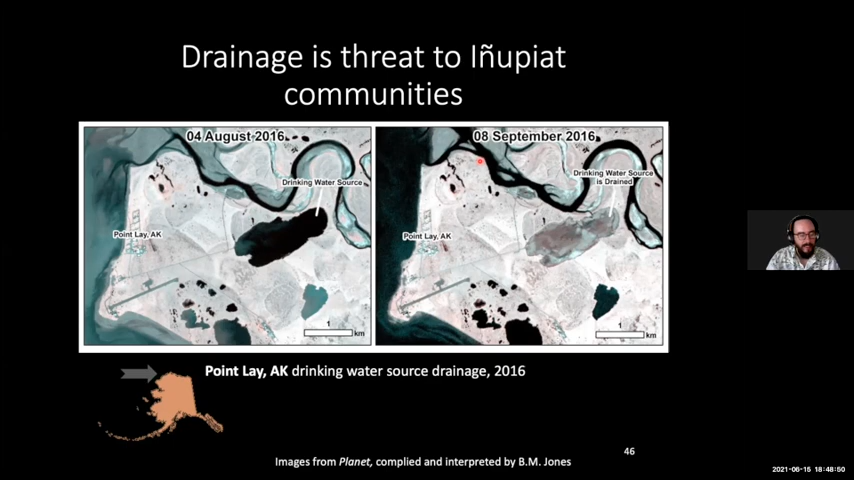 Drainage is threat to Iñupiat
communities
04 August 2016
08 September 2016
Drinking Water Source
Drinking Water Source
is Drained
Point Lay, AK
Point Lay, AK
1
km
1
km
Point Lay, AK drinking water source drainage, 2016
46
Images from Planet, complied and interpreted by B.M. Jones
2021-06-15 18:48:50